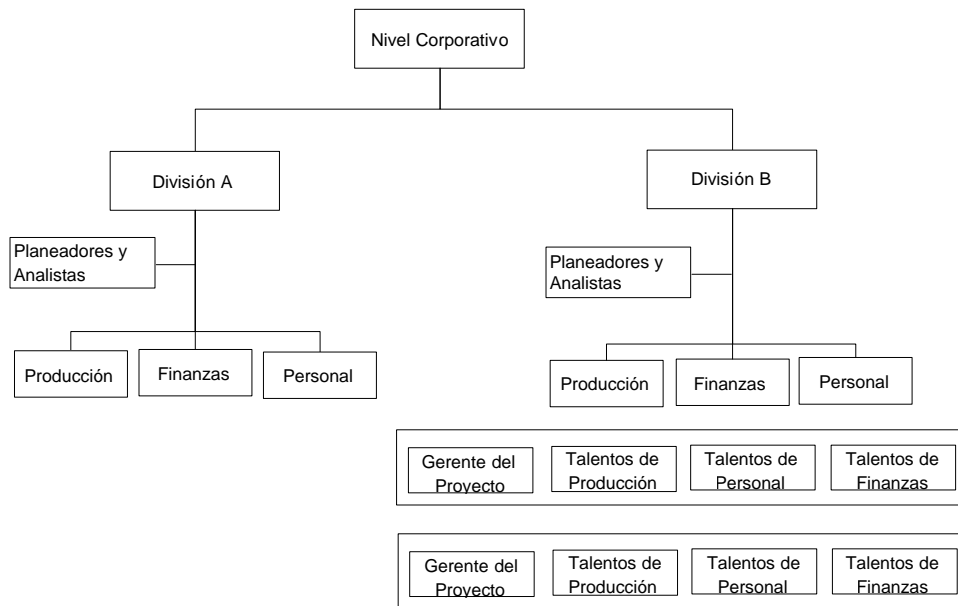 Nivel Corporativo
División A
División B
Planeadores y
Analistas
Planeadores y
Analistas
Producción
Finanzas
Personal
Producción
Finanzas
Personal
Gerente del
Proyecto
Talentos de
Producción
Talentos de
Personal
Talentos de
Finanzas
Gerente del
Proyecto
Talentos de
Producción
Talentos de
Personal
Talentos de
Finanzas